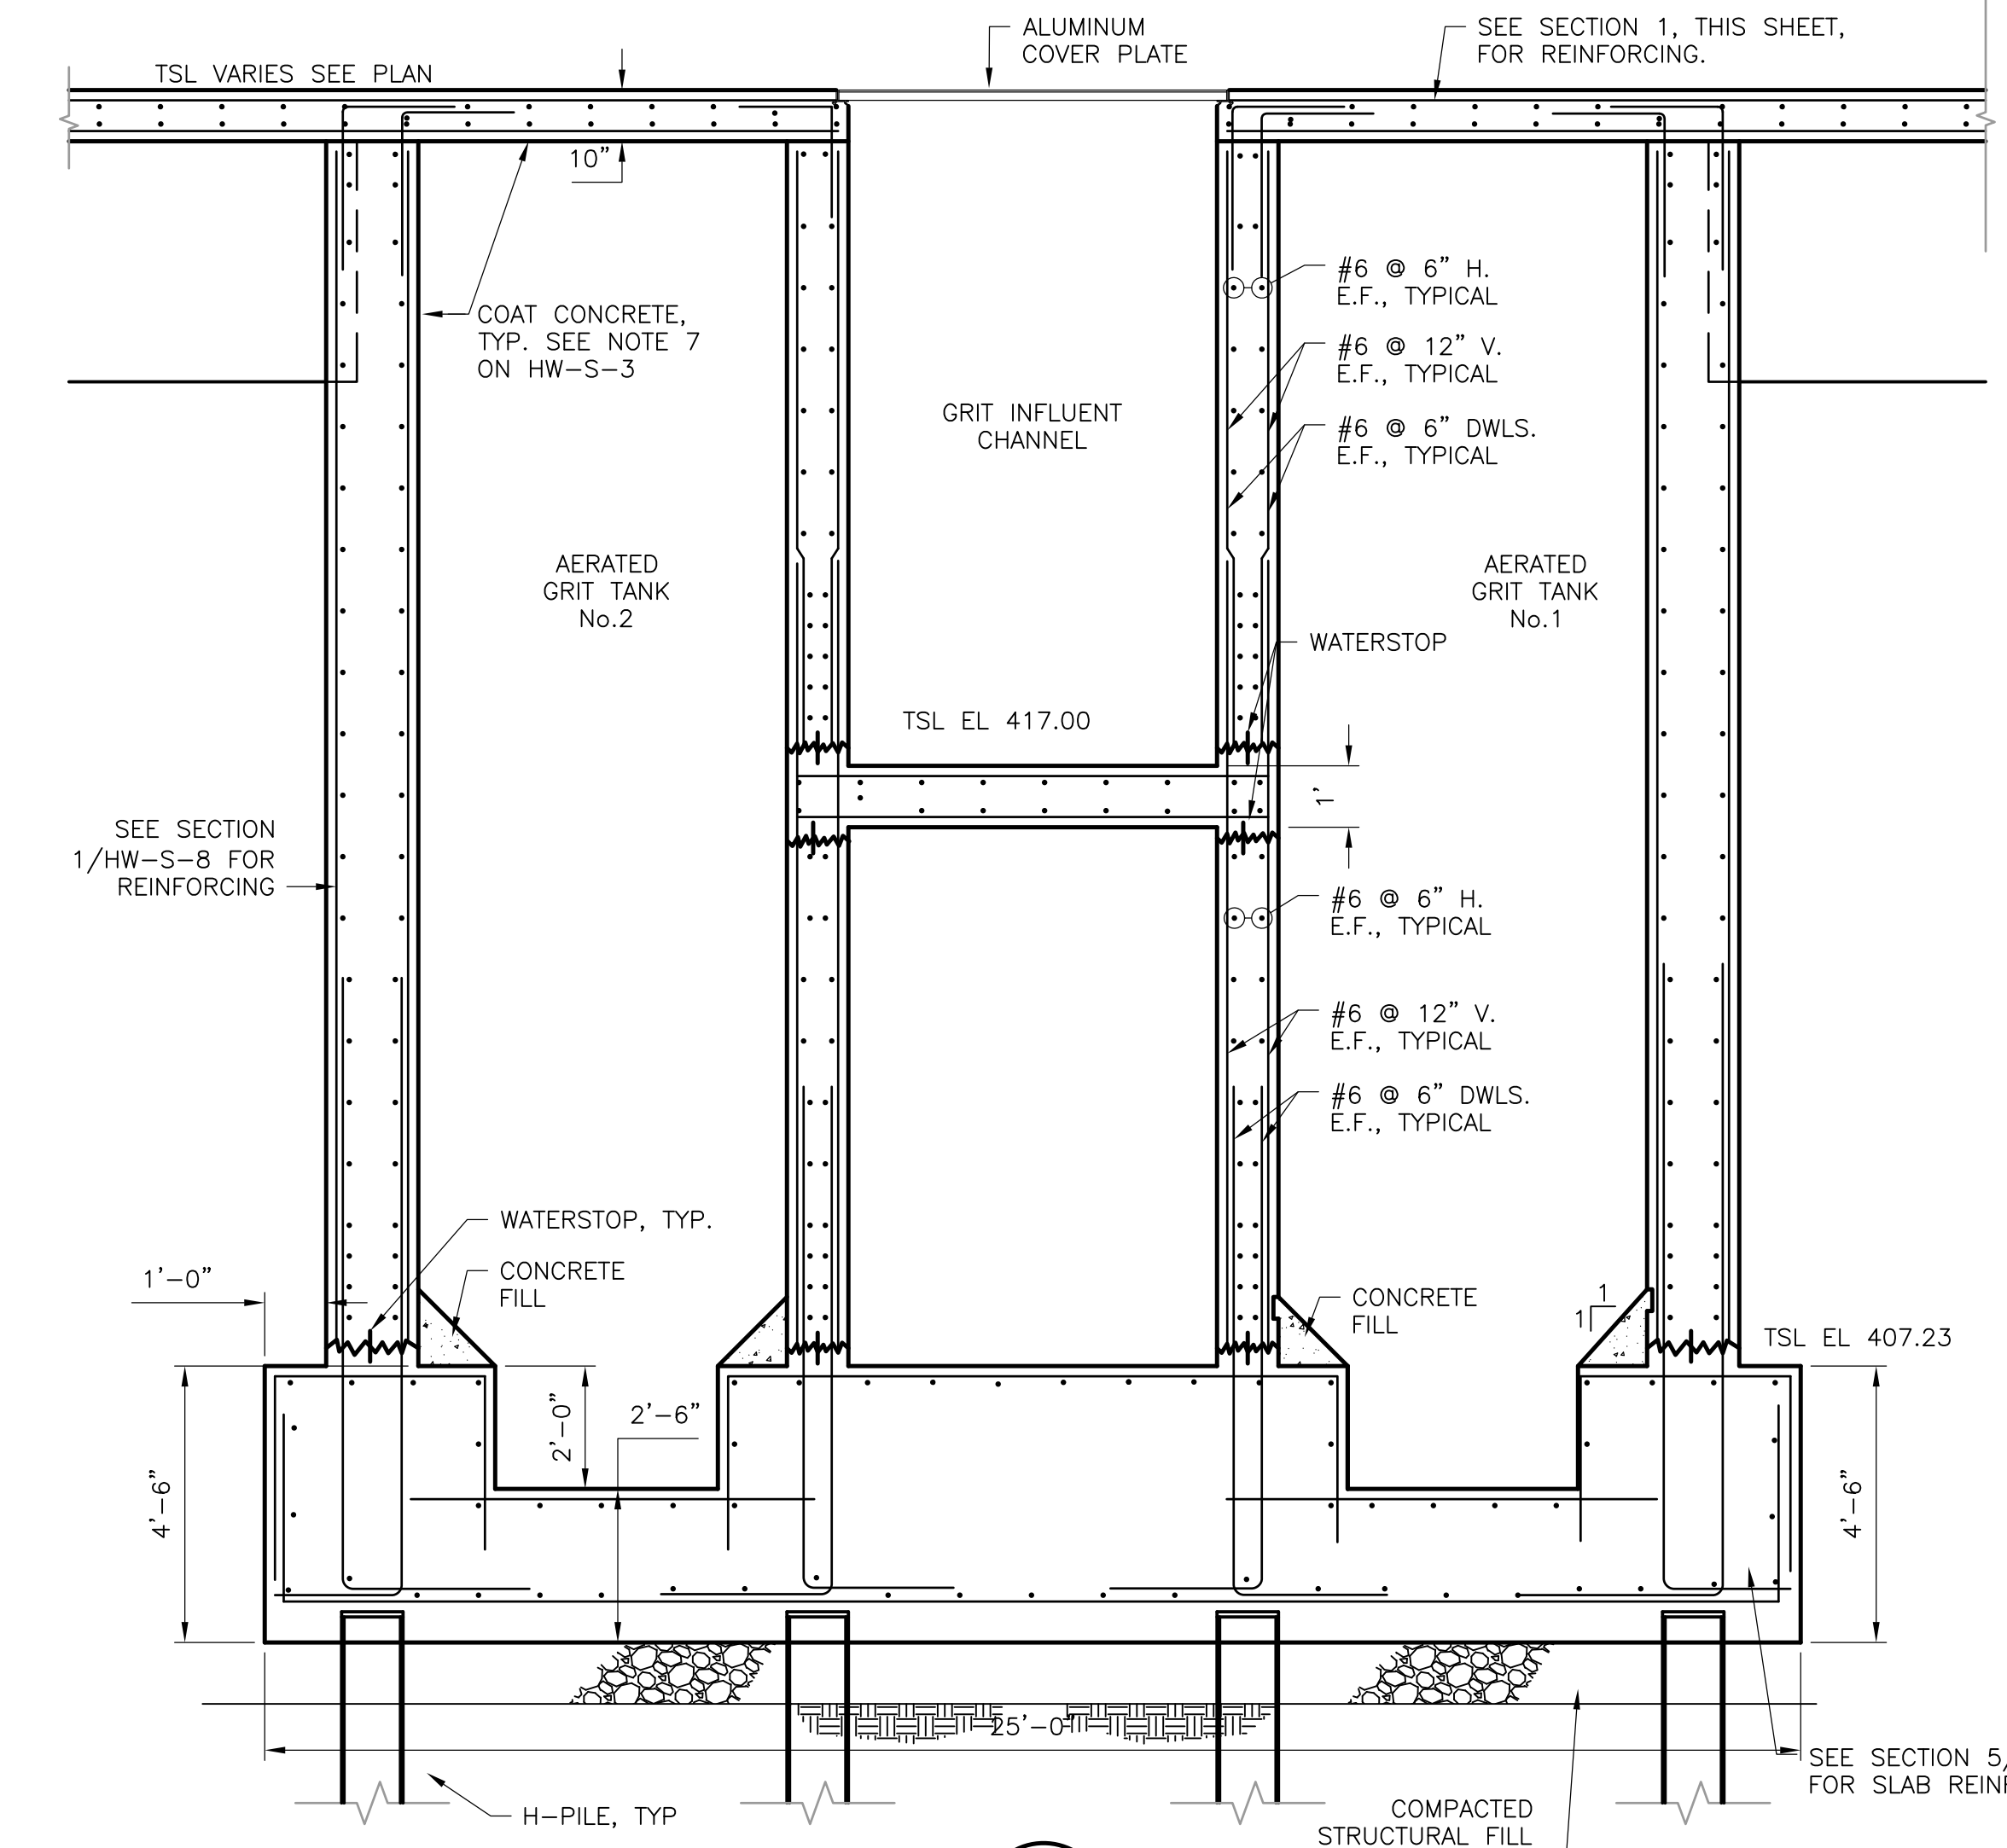 ALUMINUM
COVER PLATE
SEE SECTION 1, THIS SHEET,
FOR REINFORCING.
TSL VARIES SEE PLAN
10"
COAT CONCRETE,
TYP. SEE NOTE 7
ON HW-S-3
#6 @ 6" H.
E.F., TYPICAL
#6 @ 12" V.
E.F., TYPICAL
GRIT INFLUENT
CHANNEL
#6 @ 6" DWLS.
E.F., TYPICAL
AERATED
GRIT TANK
No.2
AERATED
GRIT TANK
No.1
WATERSTOP
TSL EL 417.00
1'
SEE SECTION
1/HW-S-8 FOR
REINFORCING
#6 @ 6" H.
E.F., TYPICAL
#6 @ 12" V.
E.F., TYPICAL
#6 @ 6" DWLS.
E.F., TYPICAL
WATERSTOP, TYP.
1'-0"
CONCRETE
FILL
CONCRETE
FILL
1
1
TSL EL 407.23
2'-0"
2'-6"
4'-6"
4'-6"
25'-0"
SEE SECTION 5/
FOR SLAB REINF
H-PILE, TYP
COMPACTED
STRUCTURAL FILL